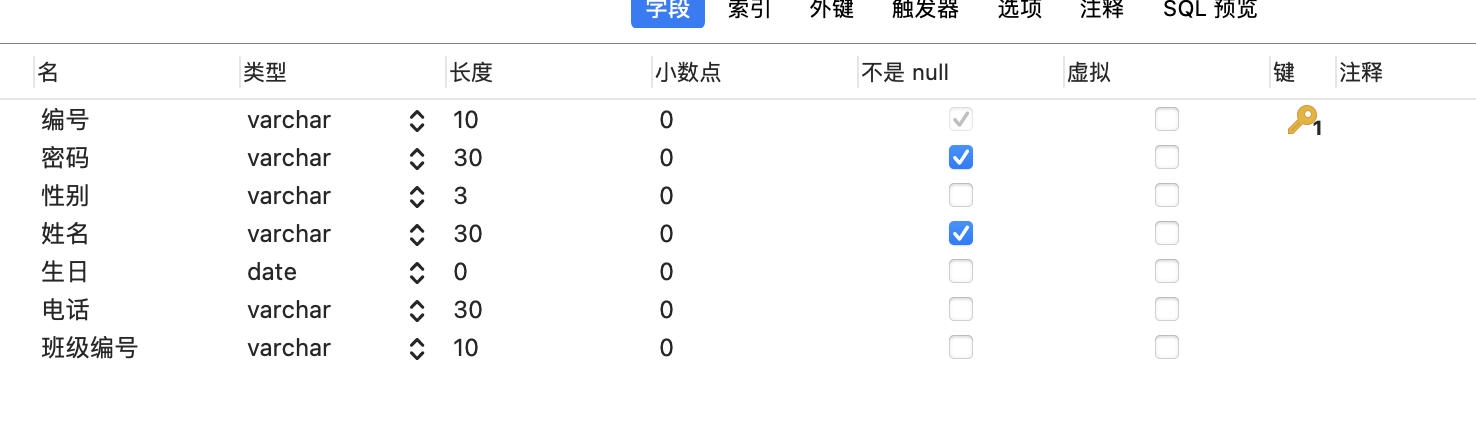 字段 索引 外键 触发器 选项 注释 SQL 预览
名 类型 长度 小数点 不是 null 虚拟 键 注释
编号 varchar 10 0 1
密码 varchar 30 0
性别 varchar 3 0
姓名 varchar 30 0
生日 date 0 0
电话 varchar 30 0
班级编号 varchar 10 0